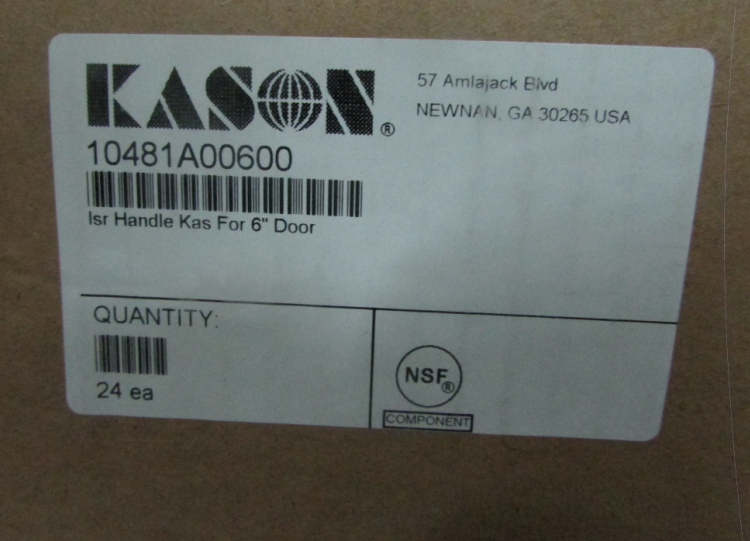 KASON®
57 Amlajack Blvd
NEWNAN, GA 30265 USA
10481A00600
Isr Handle Kas For 6" Door
QUANTITY:
24 ea
NSF®
COMPONENT